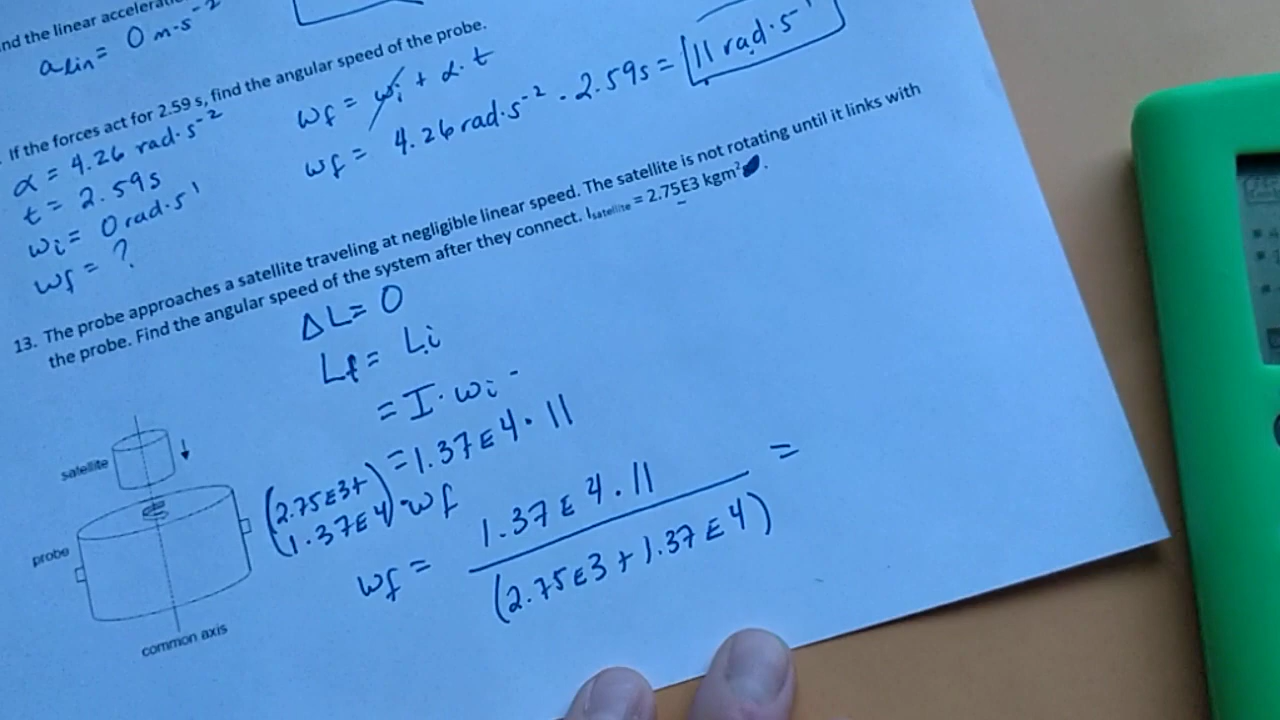 nd the linear accelerati
a lin = 0 m·s⁻²
. If the forces act for 2.59 s, find the angular speed of the probe.
α = 4.26 rad·s⁻²
t = 2.59s
ωi = 0 rad·s¹
ωf = ?
ωf = ωi + α·t
ωf = 4.26 rad·s⁻² · 2.59s = 11 rad·s⁻¹
13. The probe approaches a satellite traveling at negligible linear speed. The satellite is not rotating until it links with
the probe. Find the angular speed of the system after they connect. Isatellite = 2.75E3 kgm².
ΔL = 0
Lf = Li
= I·ωi
(2.75E3+ 1.37E4)·ωf = 1.37E4·11
ωf = 1.37E4·11 / (2.75E3 + 1.37E4) =
satellite
probe
common axis